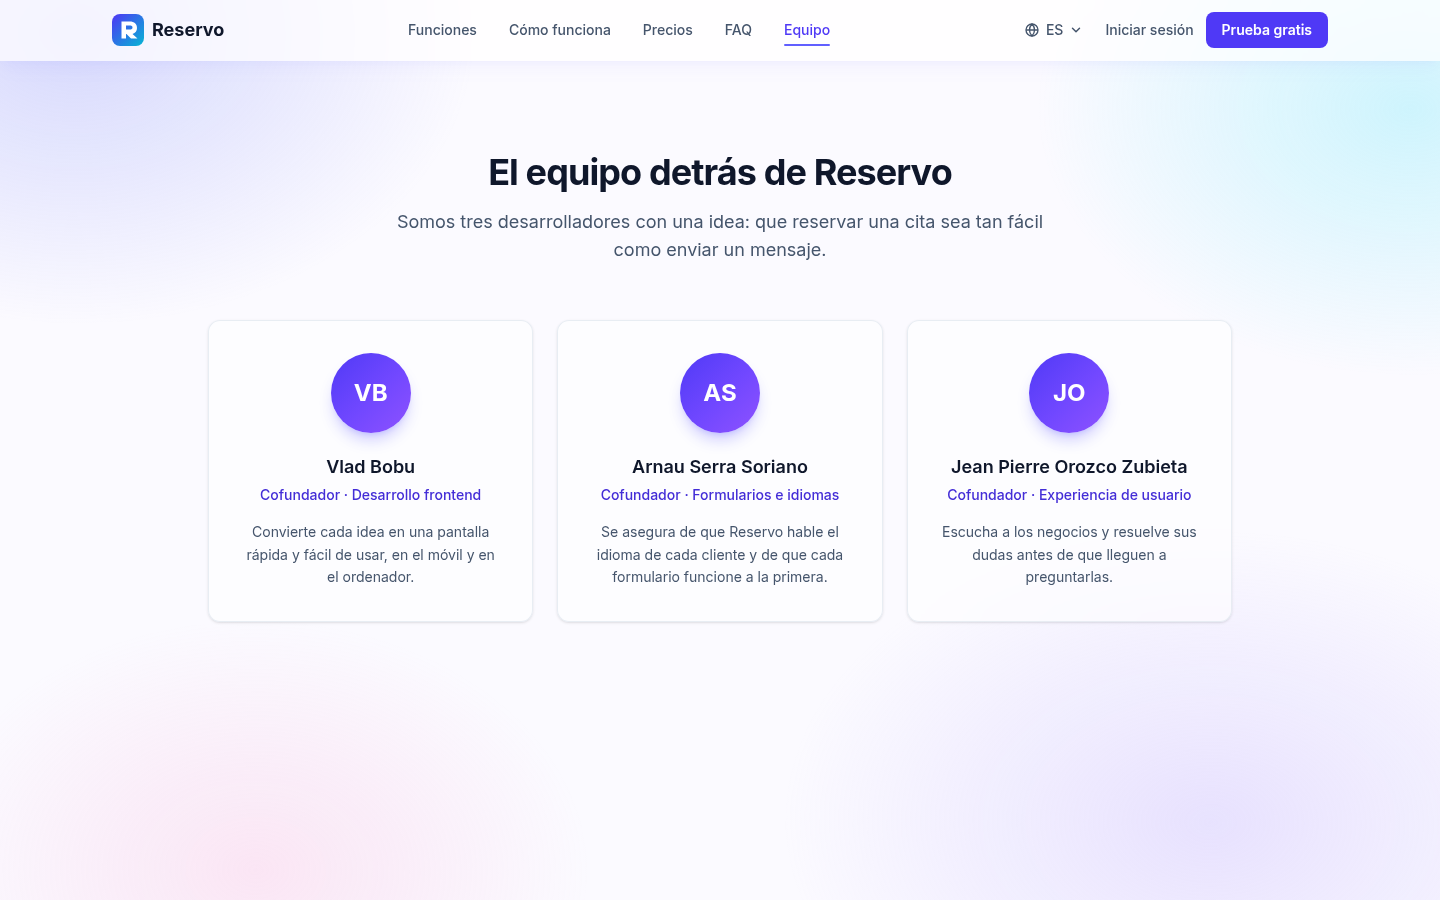 Reservo
Funciones
Cómo funciona
Precios
FAQ
Equipo
ES
Iniciar sesión
Prueba gratis
El equipo detrás de Reservo
Somos tres desarrolladores con una idea: que reservar una cita sea tan fácil
como enviar un mensaje.
VB
Vlad Bobu
Cofundador · Desarrollo frontend
Convierte cada idea en una pantalla
rápida y fácil de usar, en el móvil y en
el ordenador.
AS
Arnau Serra Soriano
Cofundador · Formularios e idiomas
Se asegura de que Reservo hable el
idioma de cada cliente y de que cada
formulario funcione a la primera.
JO
Jean Pierre Orozco Zubieta
Cofundador · Experiencia de usuario
Escucha a los negocios y resuelve sus
dudas antes de que lleguen a
preguntarlas.